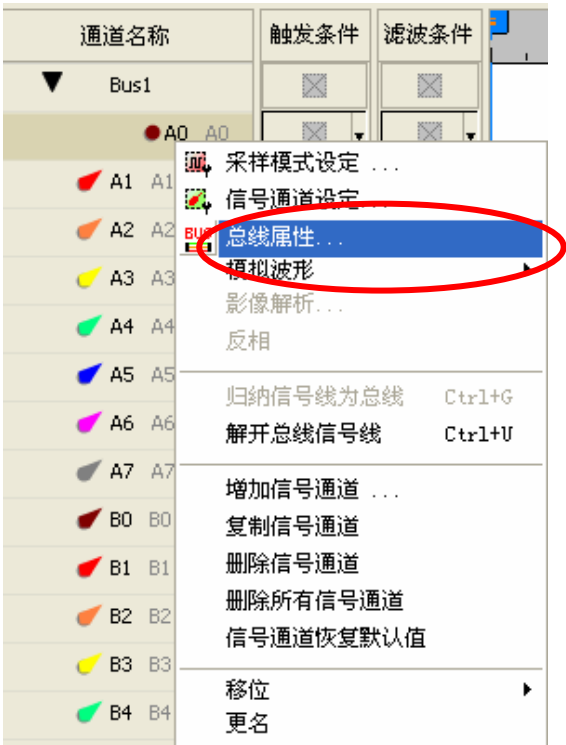 通道名称 触发条件 滤波条件
Bus1
A0 A0
采样模式设定 ...
A1 A1
信号通道设定 ...
A2 A2
BUS 总线属性...
模拟波形
A3 A3
影像解析...
A4 A4
反相
A5 A5
归纳信号线为总线 Ctrl+G
A6 A6
解开总线信号线 Ctrl+U
A7 A7
增加信号通道 ...
B0 B0
复制信号通道
B1 B1
删除信号通道
删除所有信号通道
B2 B2
信号通道恢复默认值
B3 B3
移位
B4 B4
更名